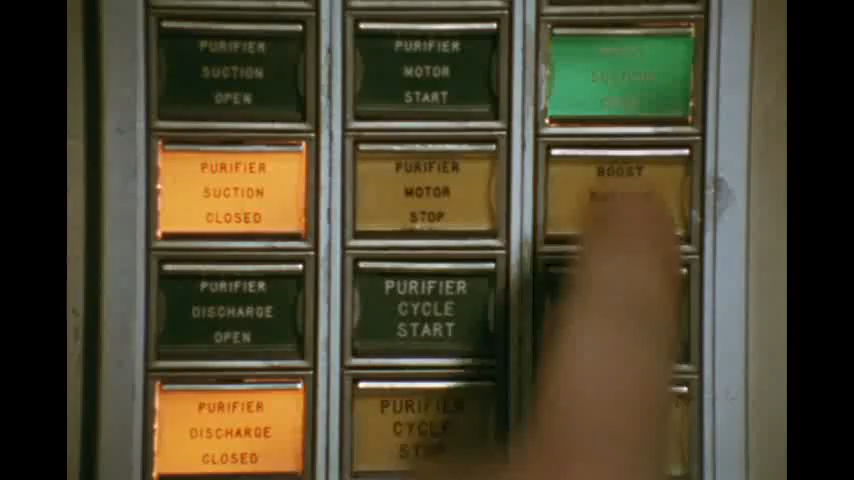 PURIFIER
SUCTION
OPEN
PURIFIER
MOTOR
START
PURIFIER
SUCTION
CLOSED
PURIFIER
MOTOR
STOP
BOOST
PURIFIER
DISCHARGE
OPEN
PURIFIER
CYCLE
START
PURIFIER
DISCHARGE
CLOSED
PURIFIER
CYCLE
STOP